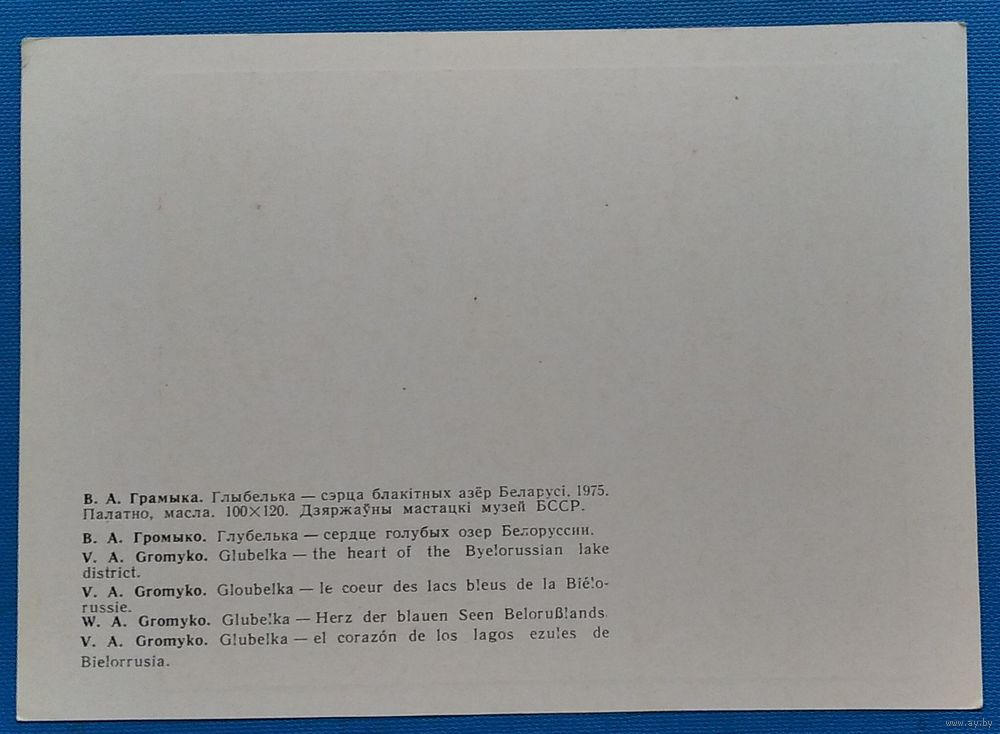 В. А. Грамыка. Глыбелька — сэрца блакітных азёр Беларусі. 1975.
Палатно, масла. 100×120. Дзяржаўны мастацкі музей БССР.
В. А. Громыко. Глубелька — сердце голубых озер Белоруссии.
V. A. Gromyko. Glubelka — the heart of the Byelorussian lake
district.
V. A. Gromyko. Gloubelka — le coeur des lacs bleus de la Biélo-
russie.
W. A. Gromyko. Glubelka — Herz der blauen Seen Belorußlands.
V. A. Gromyko. Glubelka — el corazón de los lagos ezules de
Bielorrusia.
www.ay.by